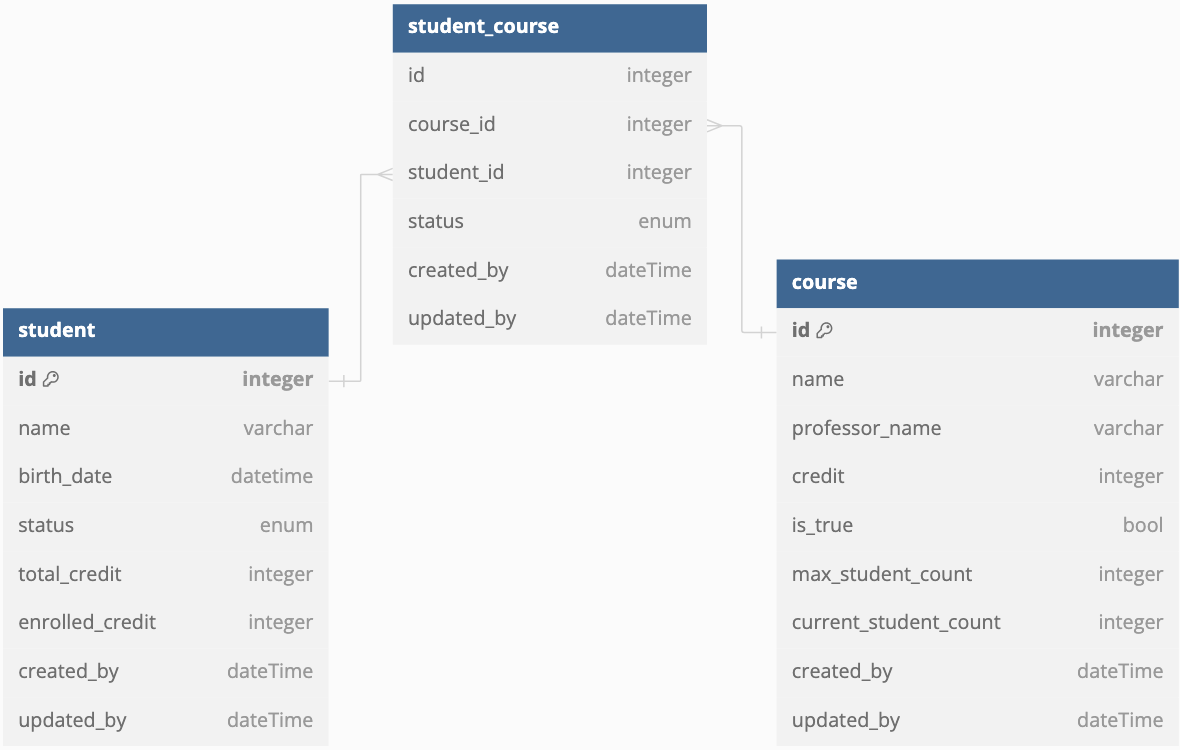 student_course
id integer
course_id integer
student_id integer
status enum
created_by dateTime
updated_by dateTime
student
id integer
name varchar
birth_date datetime
status enum
total_credit integer
enrolled_credit integer
created_by dateTime
updated_by dateTime
course
id integer
name varchar
professor_name varchar
credit integer
is_true bool
max_student_count integer
current_student_count integer
created_by dateTime
updated_by dateTime